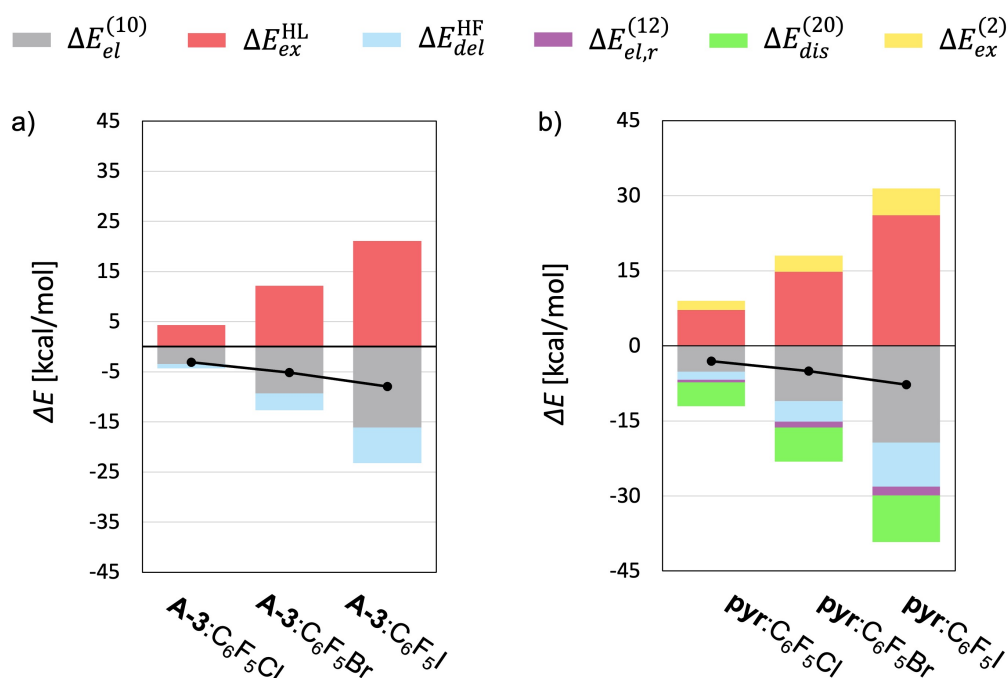 ΔE_el^(10) ΔE_ex^HL ΔE_del^HF ΔE_el,r^(12) ΔE_dis^(20) ΔE_ex^(2)
a)
45
35
25
15
5
-5
-15
-25
-35
-45
ΔE [kcal/mol]
A-3:C₆F₅Cl
A-3:C₆F₅Br
A-3:C₆F₅I
b)
45
30
15
0
-15
-30
-45
ΔE [kcal/mol]
pyr:C₆F₅Cl
pyr:C₆F₅Br
pyr:C₆F₅I